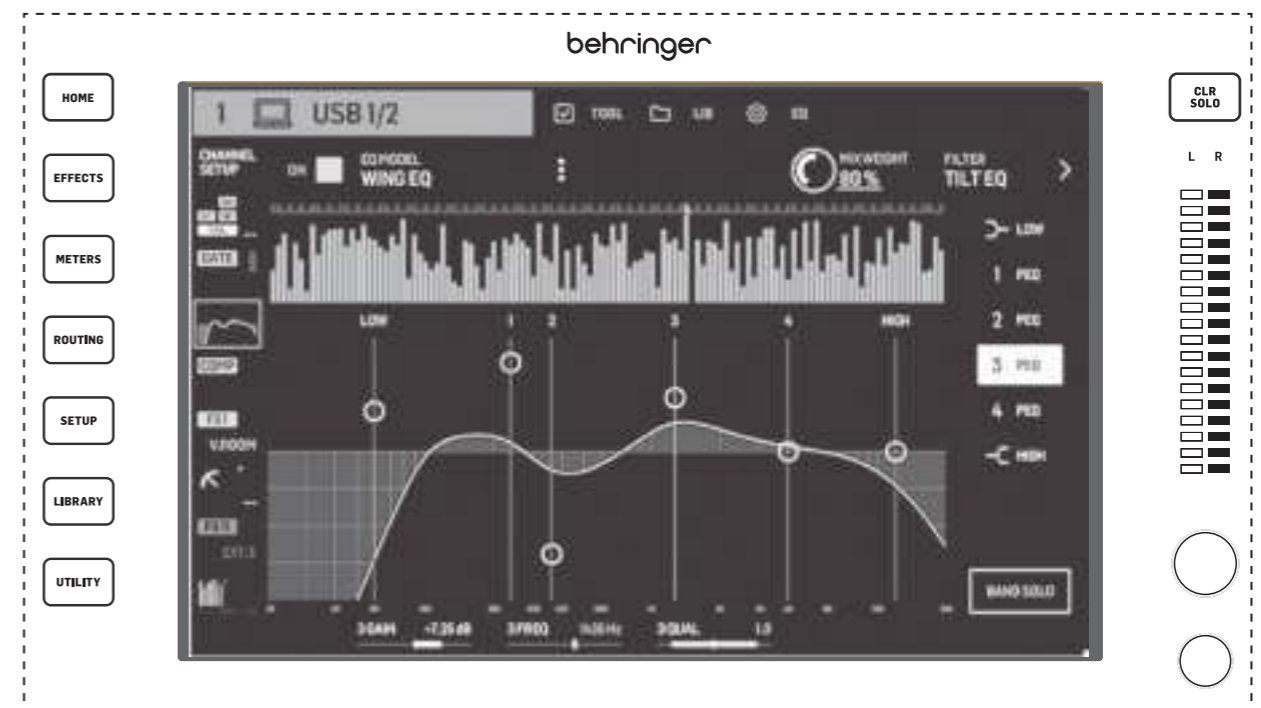 behringer
HOME
EFFECTS
METERS
ROUTING
SETUP
LIBRARY
UTILITY
1 USB 1/2
TOOL LIB EQ
CHANNEL
SETUP
ON
EQ MODEL
WING EQ
MIX WEIGHT
80 %
FILTER
TILT EQ
GATE
COMP
V.ROOM
LOW 1 2 3 4 HIGH
LOW
1 PEQ
2 PEQ
3 PEQ
4 PEQ
HIGH
BAND SOLO
3 GAIN +7.25 dB
3 FREQ
3 QUAL
CLR
SOLO
L R